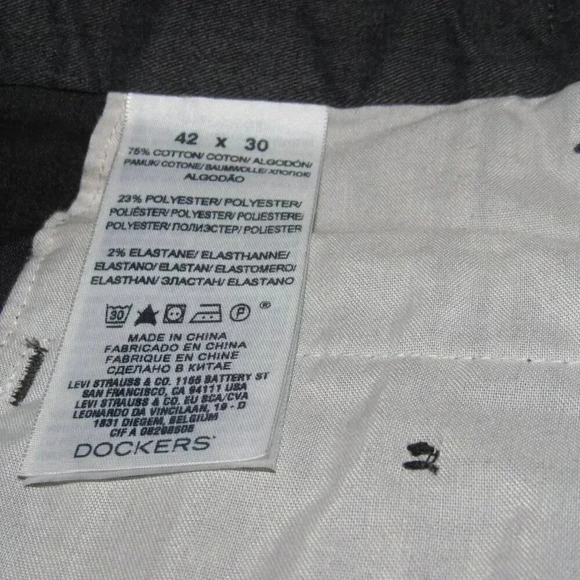 42 x 30
75% COTTON/ COTON/ ALGODÓN/
PAMUK/ COTONE/ BAUMWOLLE/ ХЛОПОК/
ALGODÃO
23% POLYESTER/ POLYESTER/
POLIÉSTER/ POLYESTER/ POLIESTERE/
POLYESTER/ ПОЛИЭСТЕР/ POLIESTER
2% ELASTANE/ ELASTHANNE/
ELASTANO/ ELASTAN/ ELASTOMERO/
ELASTHAN/ ЭЛАСТАН/ ELASTANO
30 P ®
MADE IN CHINA
FABRICADO EN CHINA
FABRIQUE EN CHINE
СДЕЛАНО В КИТАЕ
LEVI STRAUSS & CO. 1155 BATTERY ST
SAN FRANCISCO, CA 94111 USA
LEVI STRAUSS & CO. EU SCA/CVA
LEONARDO DA VINCILAAN, 19 - D
1831 DIEGEM, BELGIUM
CIF A 08298508
DOCKERS®